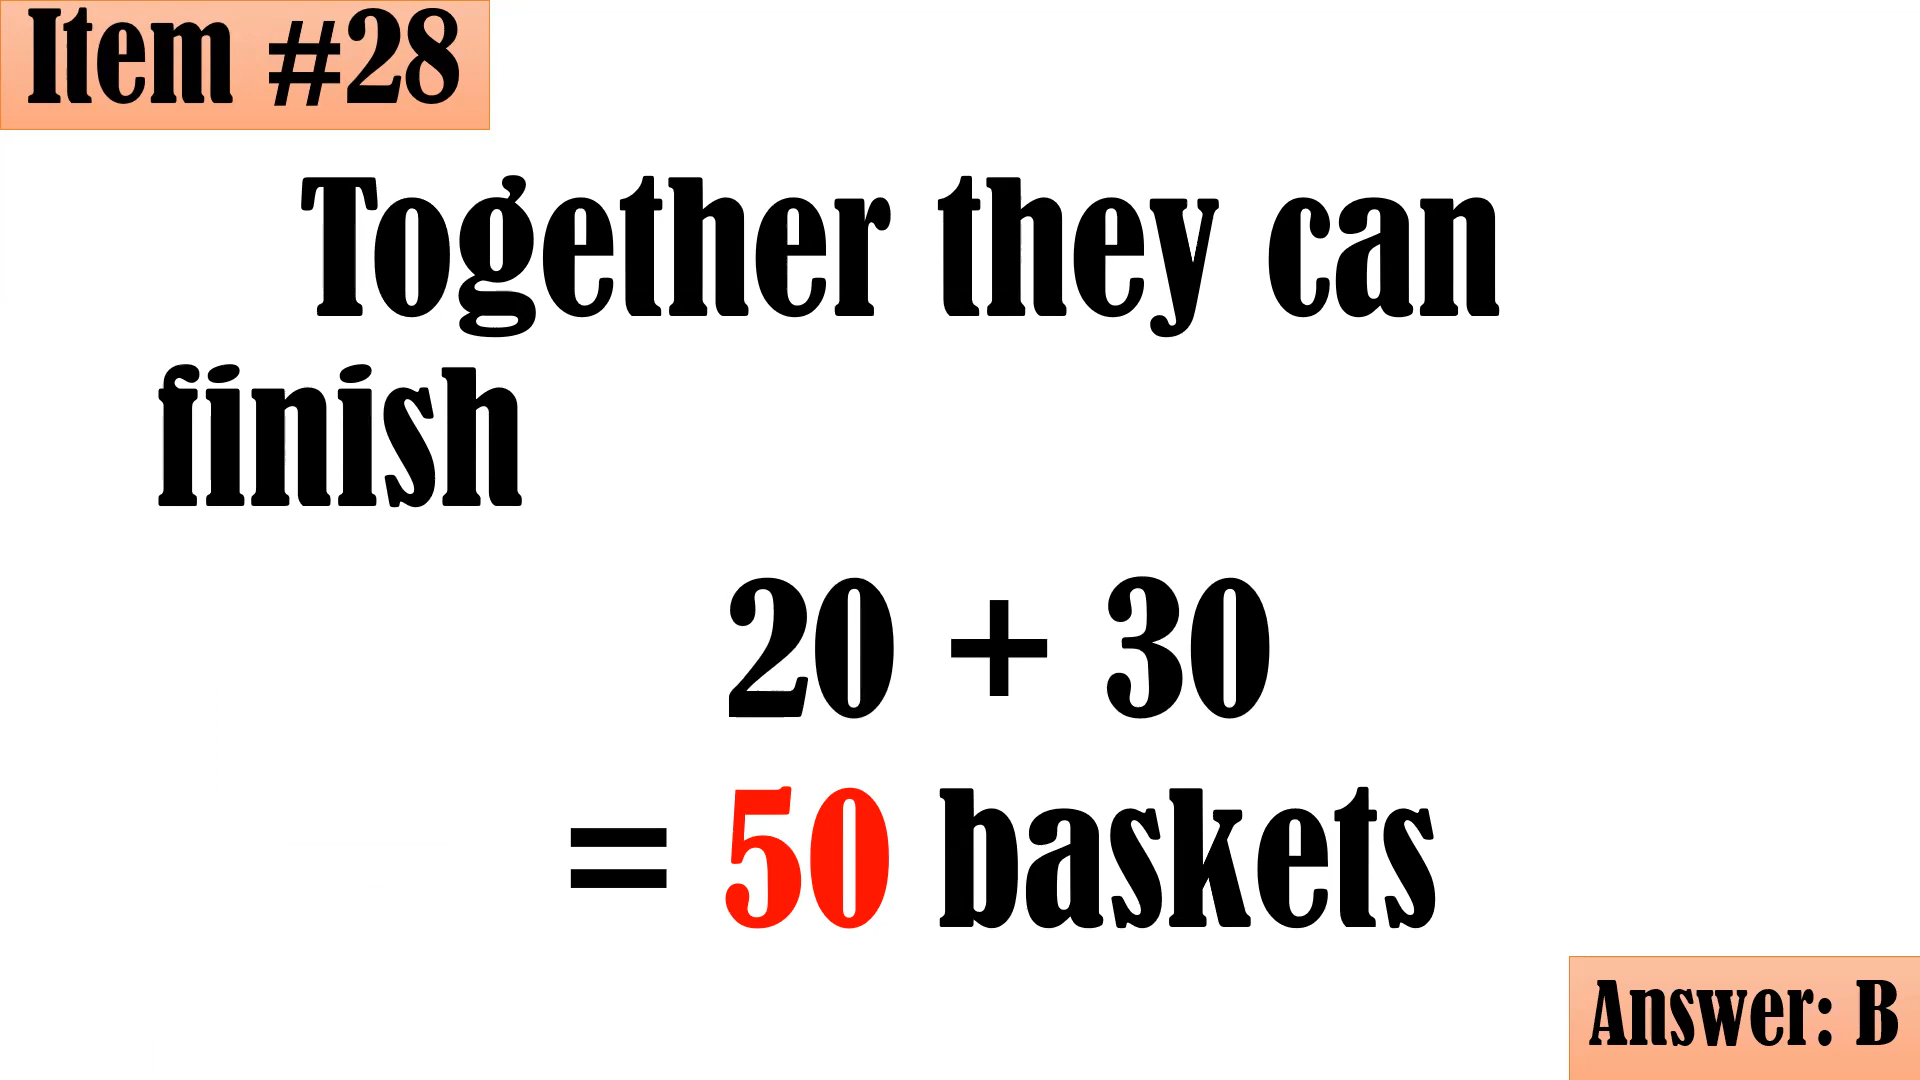 Item #28
Together they can
finish
20 + 30
= 50 baskets
Answer: B